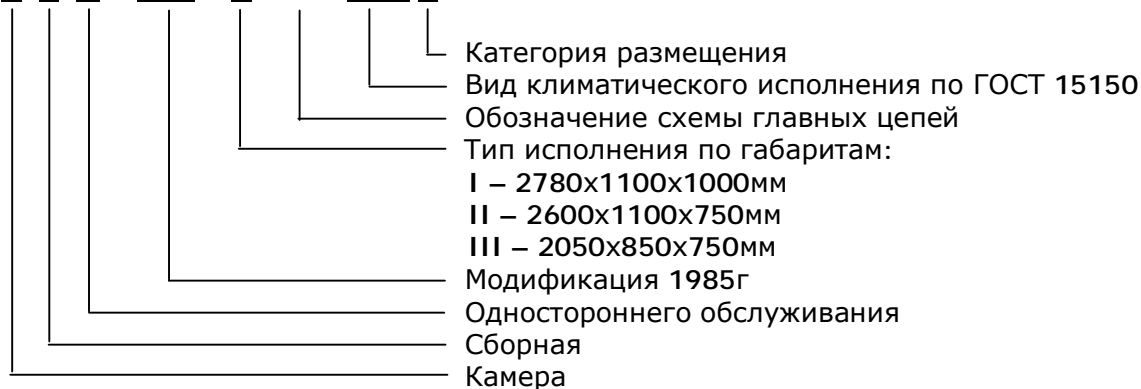 Категория размещения
Вид климатического исполнения по ГОСТ 15150
Обозначение схемы главных цепей
Тип исполнения по габаритам:
I – 2780х1100х1000мм
II – 2600х1100х750мм
III – 2050х850х750мм
Модификация 1985г
Одностороннего обслуживания
Сборная
Камера